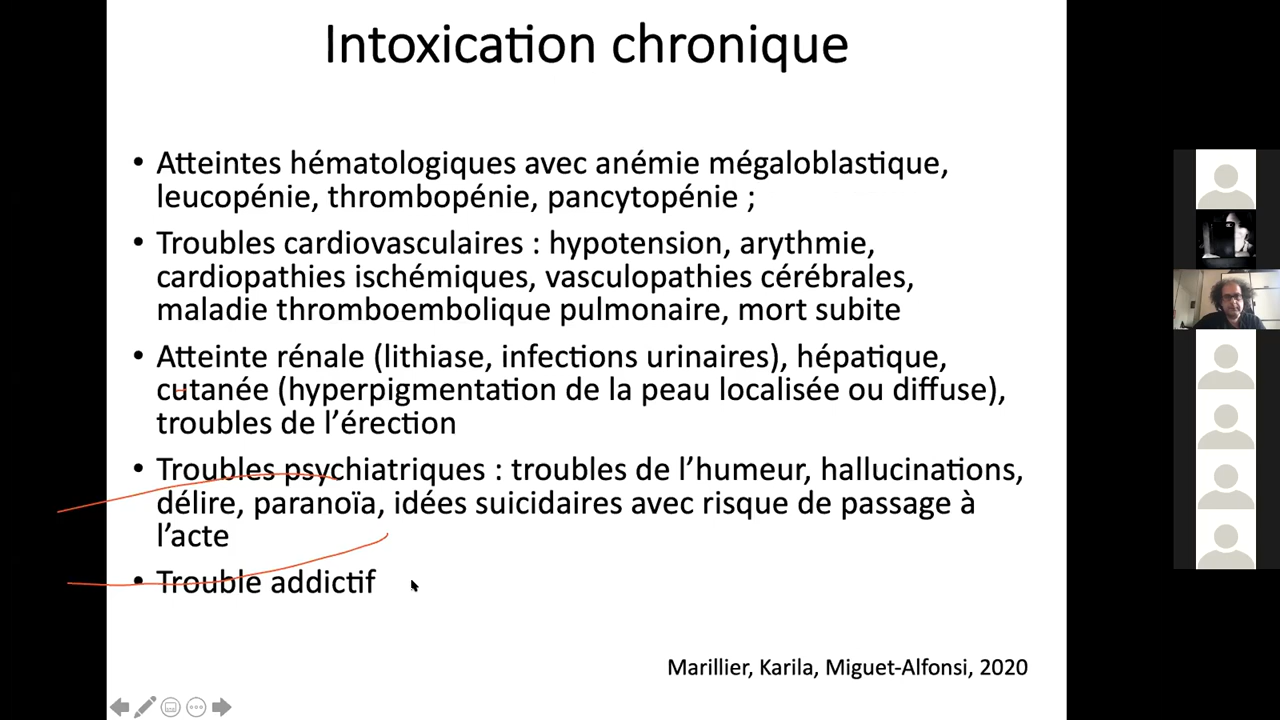 Intoxication chronique
• Atteintes hématologiques avec anémie mégaloblastique,
leucopénie, thrombopénie, pancytopénie ;
• Troubles cardiovasculaires : hypotension, arythmie,
cardiopathies ischémiques, vasculopathies cérébrales,
maladie thromboembolique pulmonaire, mort subite
• Atteinte rénale (lithiase, infections urinaires), hépatique,
cutanée (hyperpigmentation de la peau localisée ou diffuse),
troubles de l’érection
• Troubles psychiatriques : troubles de l’humeur, hallucinations,
délire, paranoïa, idées suicidaires avec risque de passage à
l’acte
• Trouble addictif
Marillier, Karila, Miguet-Alfonsi, 2020